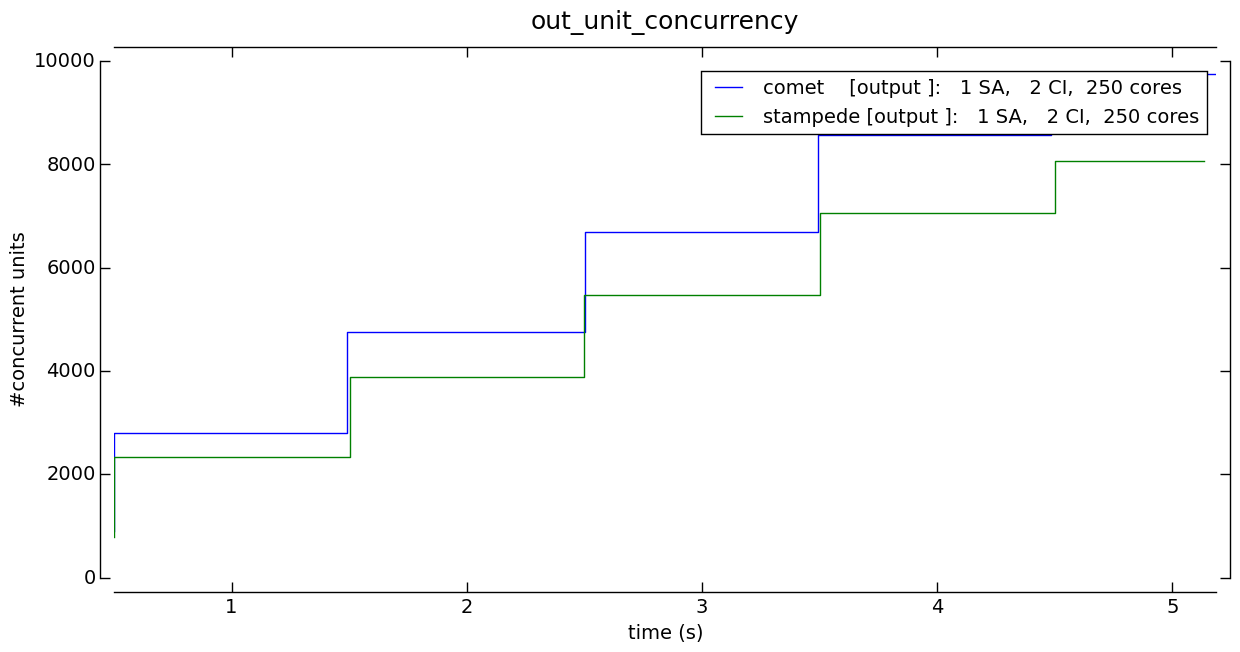 out_unit_concurrency
10000
8000
6000
4000
2000
0
#concurrent units
comet    [output ]:   1 SA,   2 CI,  250 cores
stampede [output ]:   1 SA,   2 CI,  250 cores
1 2 3 4 5
time (s)